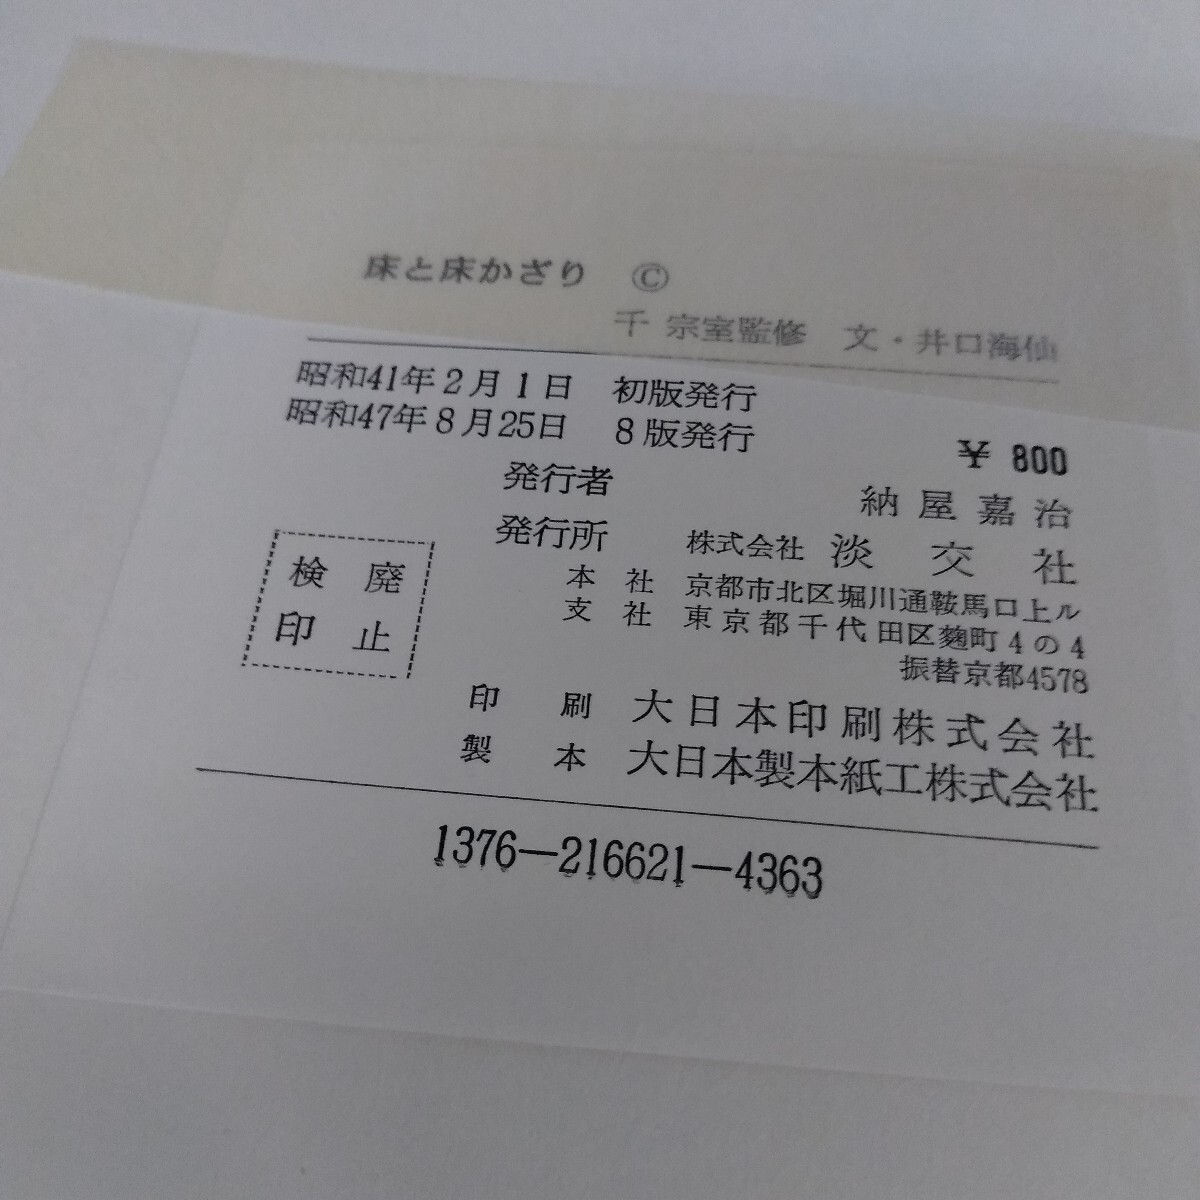 床と床かざり ©
千 宗室監修 文・井口海仙
昭和41年2月1日 初版発行
昭和47年8月25日 8版発行
¥ 800
発行者 納屋嘉治
発行所 株式会社 淡交社
本社 京都市北区堀川通鞍馬口上ル
支社 東京都千代田区麴町4の4
振替京都4578
検 廃
印 止
印刷 大日本印刷株式会社
製本 大日本製本紙工株式会社
1376—216621—4363